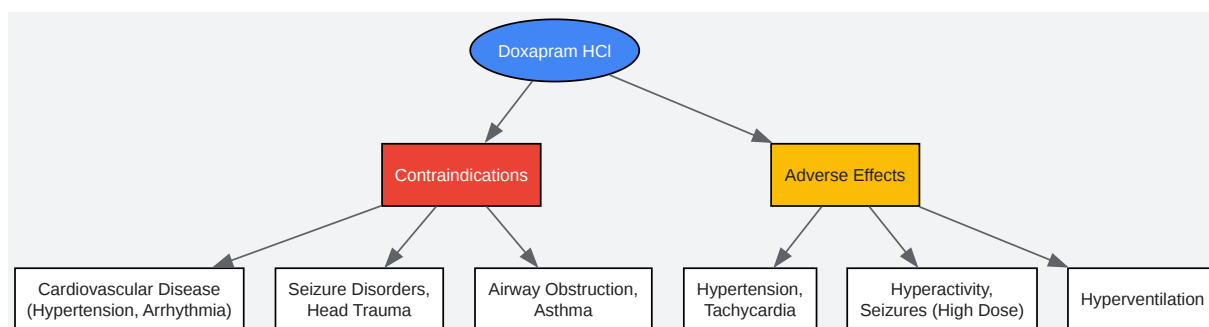 Doxapram HCl
Contraindications
Adverse Effects
Cardiovascular Disease
(Hypertension, Arrhythmia)
Seizure Disorders,
Head Trauma
Airway Obstruction,
Asthma
Hypertension,
Tachycardia
Hyperactivity,
Seizures (High Dose)
Hyperventilation